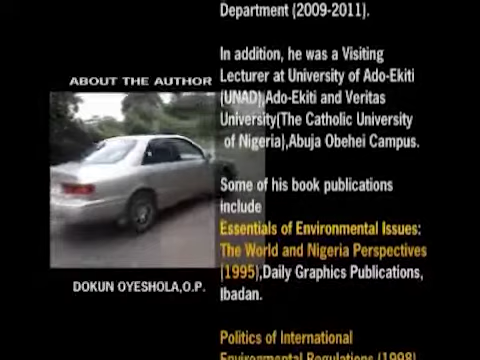 Department (2009-2011).
In addition, he was a Visiting
Lecturer at University of Ado-Ekiti
(UNAD),Ado-Ekiti and Veritas
University(The Catholic University
of Nigeria),Abuja Obehei Campus.
Some of his book publications
include
Essentials of Environmental Issues:
The World and Nigeria Perspectives
(1995),Daily Graphics Publications,
Ibadan.
Politics of International
Environmental Regulations (1998)
ABOUT THE AUTHOR
DOKUN OYESHOLA,O.P.